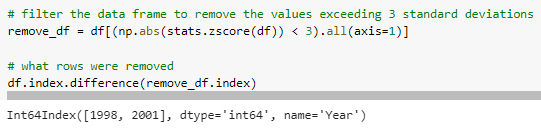 # filter the data frame to remove the values exceeding 3 standard deviations
remove_df = df[(np.abs(stats.zscore(df)) < 3).all(axis=1)]
# what rows were removed
df.index.difference(remove_df.index)
Int64Index([1998, 2001], dtype='int64', name='Year')